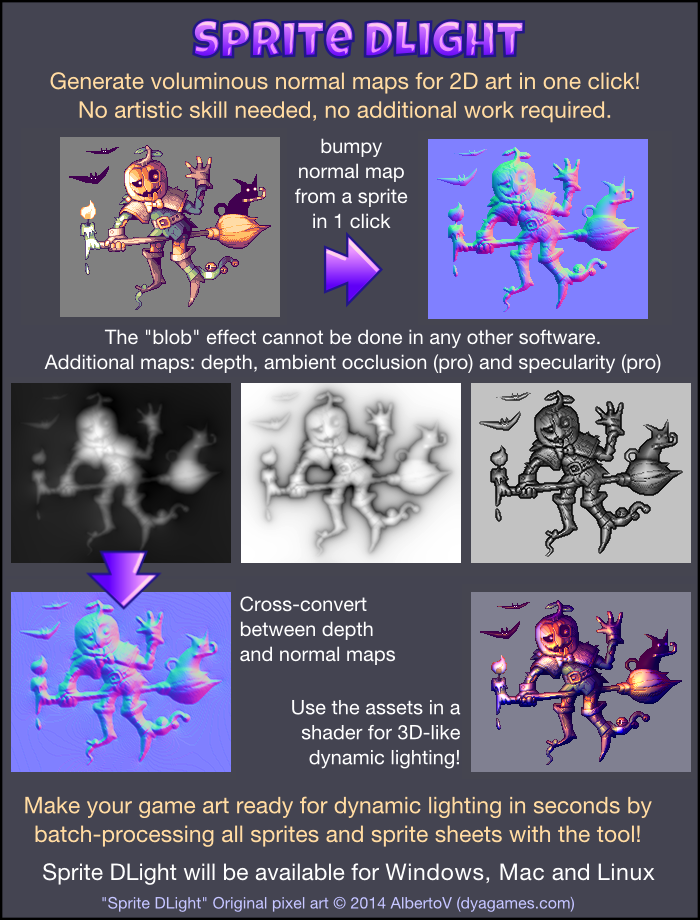 SPRITE DLIGHT
Generate voluminous normal maps for 2D art in one click!
No artistic skill needed, no additional work required.
bumpy
normal map
from a sprite
in 1 click
The "blob" effect cannot be done in any other software.
Additional maps: depth, ambient occlusion (pro) and specularity (pro)
Cross-convert
between depth
and normal maps
Use the assets in a
shader for 3D-like
dynamic lighting!
Make your game art ready for dynamic lighting in seconds by
batch-processing all sprites and sprite sheets with the tool!
Sprite DLight will be available for Windows, Mac and Linux
"Sprite DLight" Original pixel art © 2014 AlbertoV (dyagames.com)